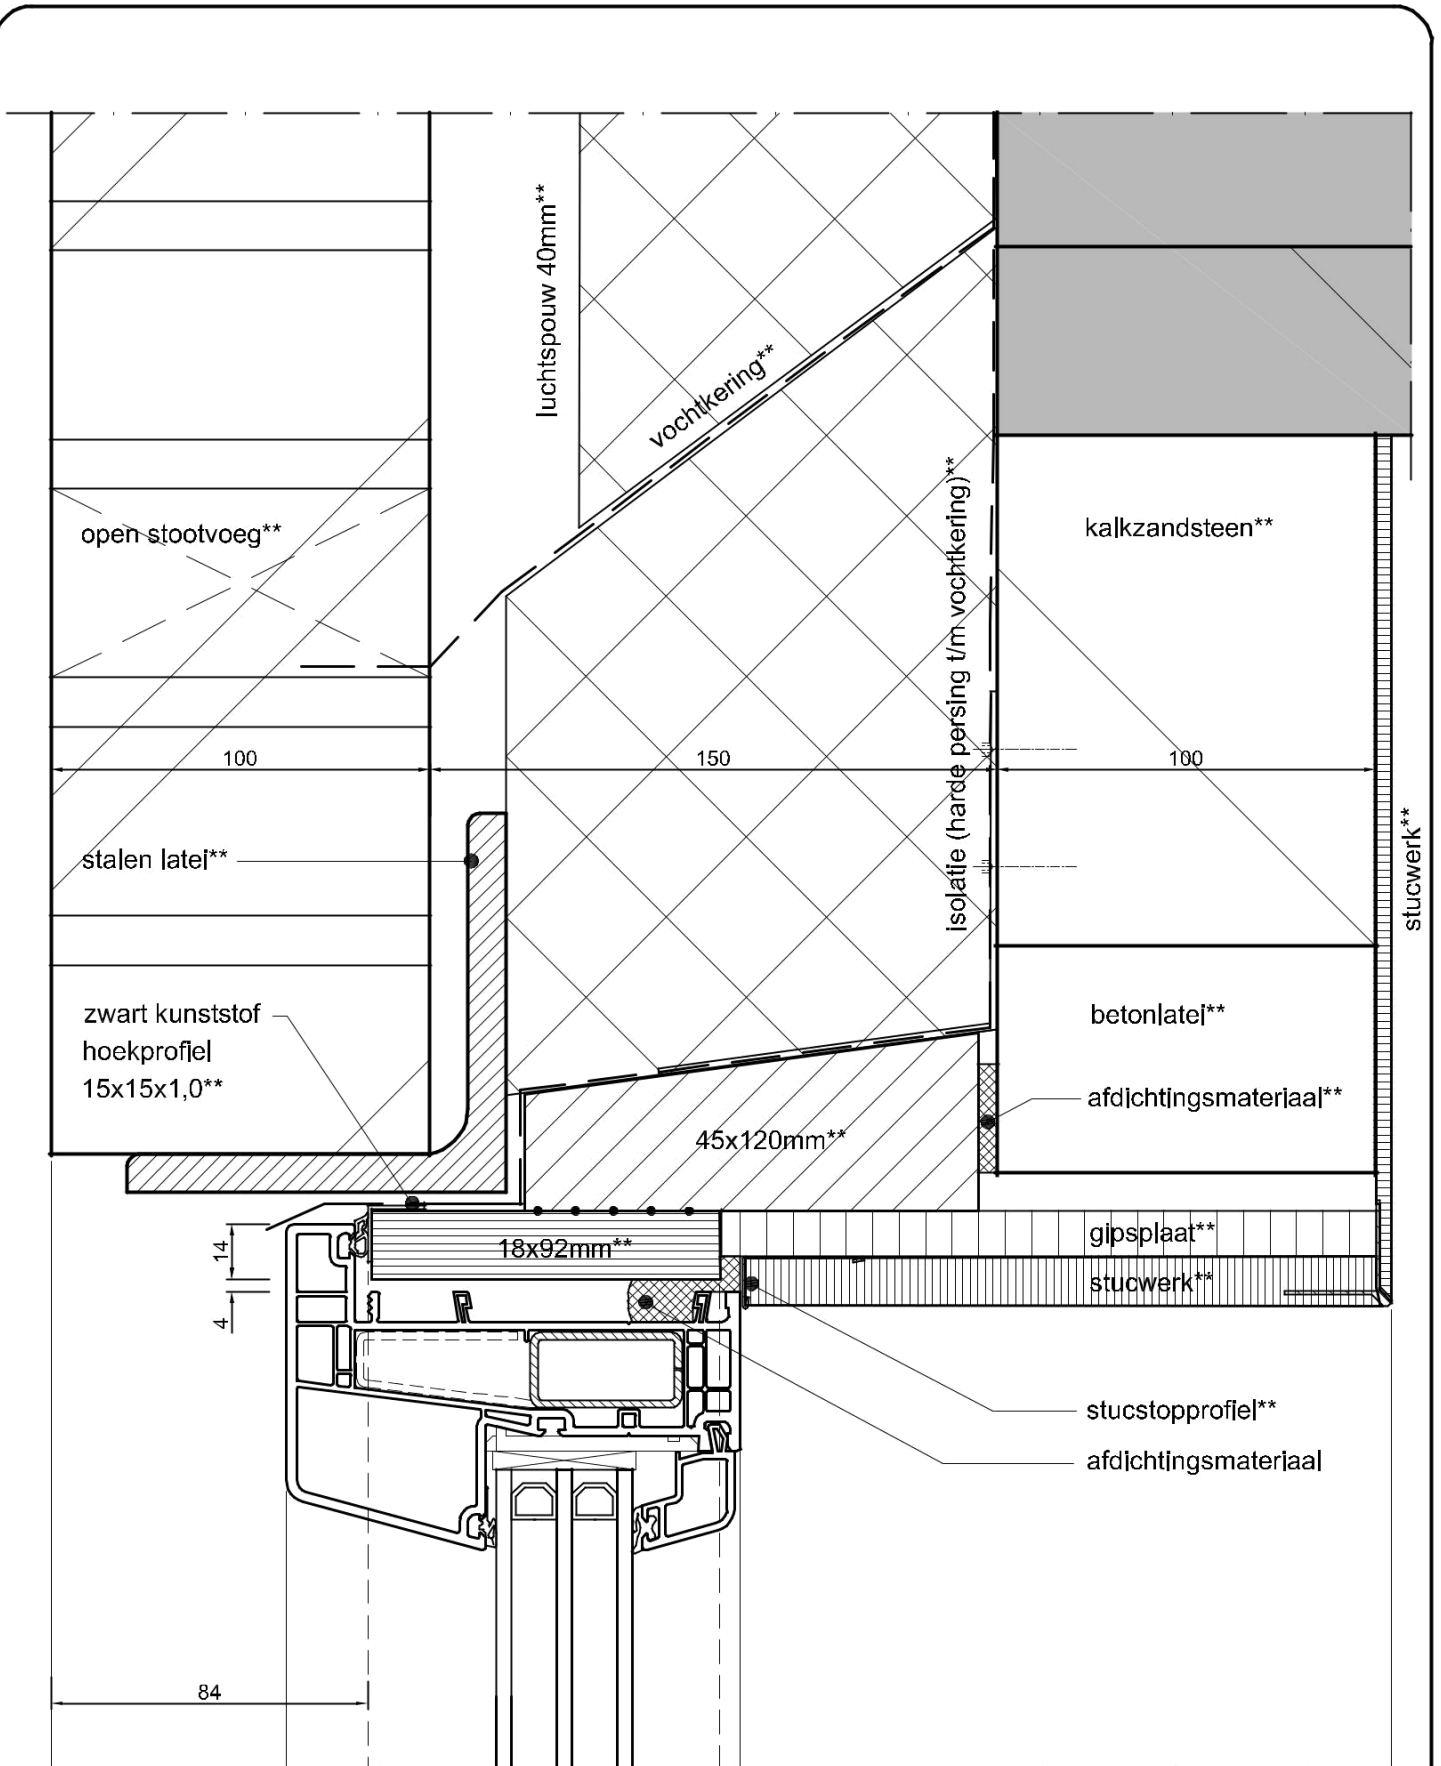 luchtspouw 40mm**
vochtkering**
isolatie (harde persing t/m vochtkering)**
open stootvoeg**
kalkzandsteen**
100
150
100
stalen latei**
stucwerk**
zwart kunststof
hoekprofiel
15x15x1,0**
betonlatei**
afdichtingsmateriaal**
45x120mm**
14
18x92mm**
gipsplaat**
stucwerk**
4
stucstopprofiel**
afdichtingsmateriaal
84